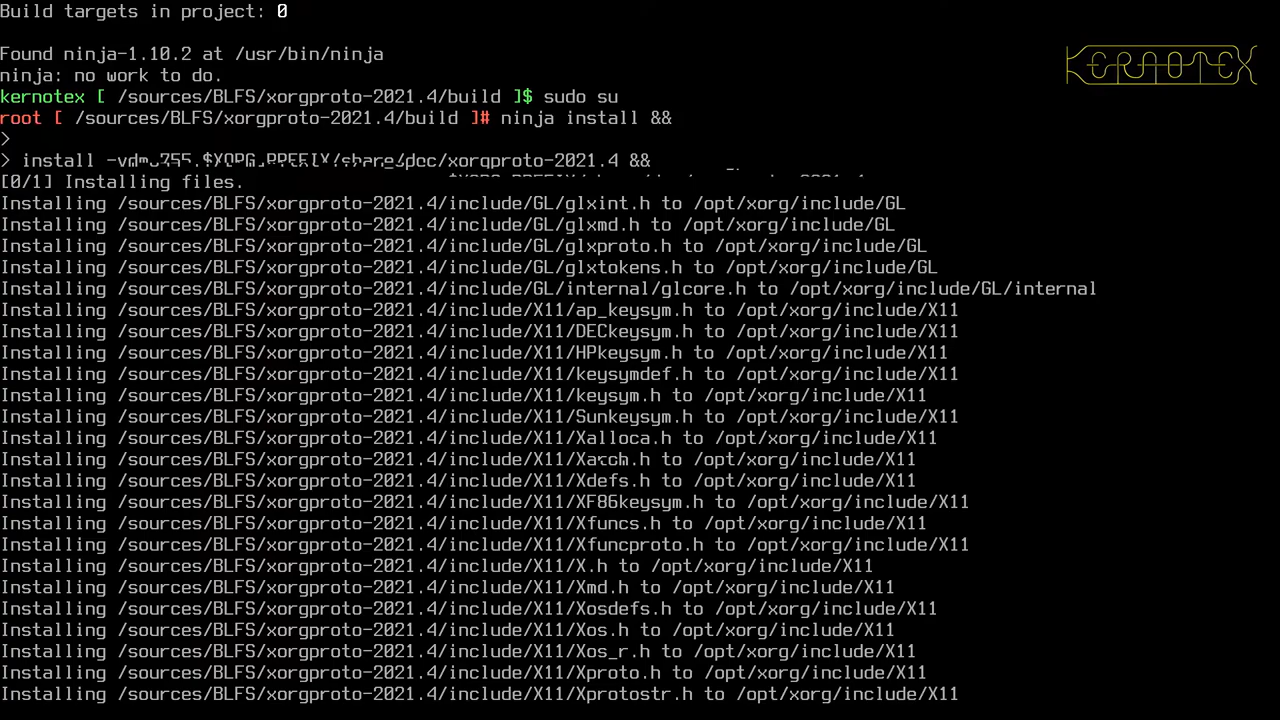 Build targets in project: 0
KERNOTEX
Found ninja-1.10.2 at /usr/bin/ninja
ninja: no work to do.
kernotex [ /sources/BLFS/xorgproto-2021.4/build ]$ sudo su
root [ /sources/BLFS/xorgproto-2021.4/build ]# ninja install &&
>
> install /xorgproto-2021.4 &&
[0/1] Installing files.
Installing /sources/BLFS/xorgproto-2021.4/include/GL/glxint.h to /opt/xorg/include/GL
Installing /sources/BLFS/xorgproto-2021.4/include/GL/glxmd.h to /opt/xorg/include/GL
Installing /sources/BLFS/xorgproto-2021.4/include/GL/glxproto.h to /opt/xorg/include/GL
Installing /sources/BLFS/xorgproto-2021.4/include/GL/glxtokens.h to /opt/xorg/include/GL
Installing /sources/BLFS/xorgproto-2021.4/include/GL/internal/glcore.h to /opt/xorg/include/GL/internal
Installing /sources/BLFS/xorgproto-2021.4/include/X11/ap_keysym.h to /opt/xorg/include/X11
Installing /sources/BLFS/xorgproto-2021.4/include/X11/DECkeysym.h to /opt/xorg/include/X11
Installing /sources/BLFS/xorgproto-2021.4/include/X11/HPkeysym.h to /opt/xorg/include/X11
Installing /sources/BLFS/xorgproto-2021.4/include/X11/keysymdef.h to /opt/xorg/include/X11
Installing /sources/BLFS/xorgproto-2021.4/include/X11/keysym.h to /opt/xorg/include/X11
Installing /sources/BLFS/xorgproto-2021.4/include/X11/Sunkeysym.h to /opt/xorg/include/X11
Installing /sources/BLFS/xorgproto-2021.4/include/X11/Xalloca.h to /opt/xorg/include/X11
Installing /sources/BLFS/xorgproto-2021.4/include/X11/Xarch.h to /opt/xorg/include/X11
Installing /sources/BLFS/xorgproto-2021.4/include/X11/Xdefs.h to /opt/xorg/include/X11
Installing /sources/BLFS/xorgproto-2021.4/include/X11/XF86keysym.h to /opt/xorg/include/X11
Installing /sources/BLFS/xorgproto-2021.4/include/X11/Xfuncs.h to /opt/xorg/include/X11
Installing /sources/BLFS/xorgproto-2021.4/include/X11/Xfuncproto.h to /opt/xorg/include/X11
Installing /sources/BLFS/xorgproto-2021.4/include/X11/X.h to /opt/xorg/include/X11
Installing /sources/BLFS/xorgproto-2021.4/include/X11/Xmd.h to /opt/xorg/include/X11
Installing /sources/BLFS/xorgproto-2021.4/include/X11/Xosdefs.h to /opt/xorg/include/X11
Installing /sources/BLFS/xorgproto-2021.4/include/X11/Xos.h to /opt/xorg/include/X11
Installing /sources/BLFS/xorgproto-2021.4/include/X11/Xos_r.h to /opt/xorg/include/X11
Installing /sources/BLFS/xorgproto-2021.4/include/X11/Xproto.h to /opt/xorg/include/X11
Installing /sources/BLFS/xorgproto-2021.4/include/X11/Xprotostr.h to /opt/xorg/include/X11